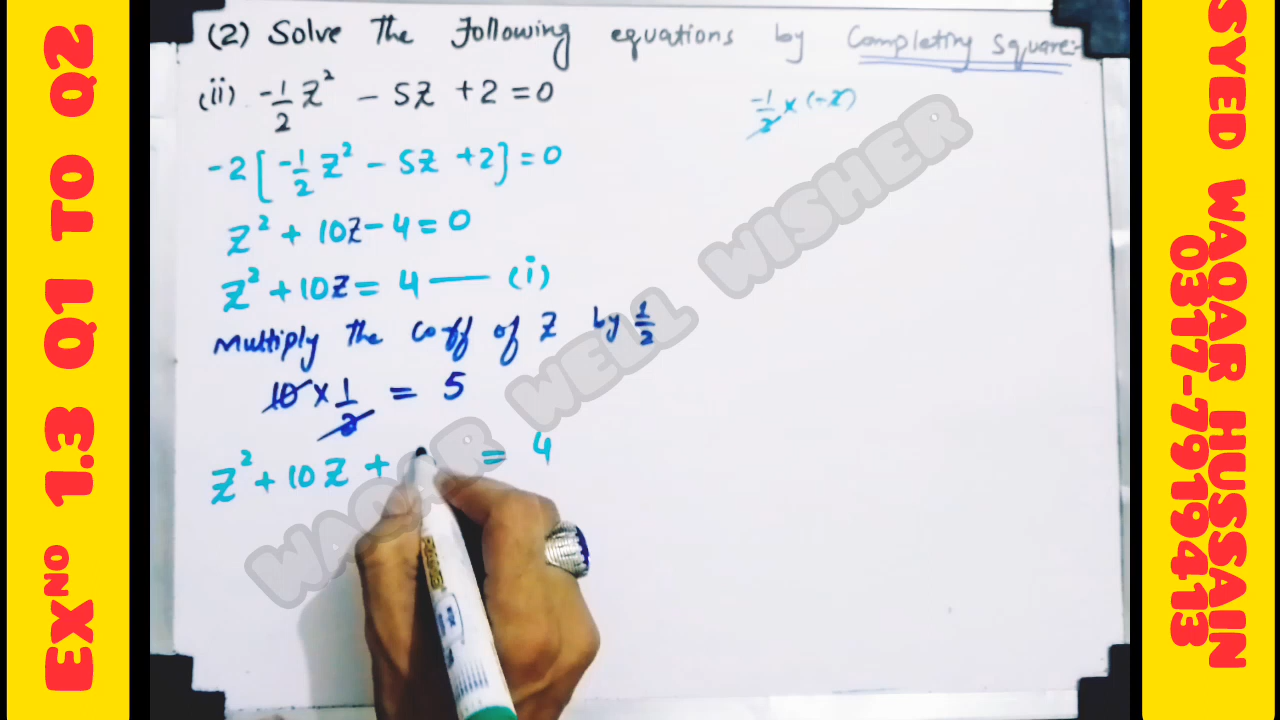 EXNO 1.3 Q1 TO Q2
(2) Solve The Following equations by Completing Square:-
(ii) -1/2 Z² - 5Z + 2 = 0
-1/2 × (-2)
-2[-1/2 Z² - 5Z + 2] = 0
Z² + 10Z - 4 = 0
Z² + 10Z = 4 — (i)
Multiply the coff of Z by 1/2
10 × 1/2 = 5
Z² + 10Z + = 4
WAQAR WELL WISHER
SYED WAQAR HUSSAIN
0317-7919413